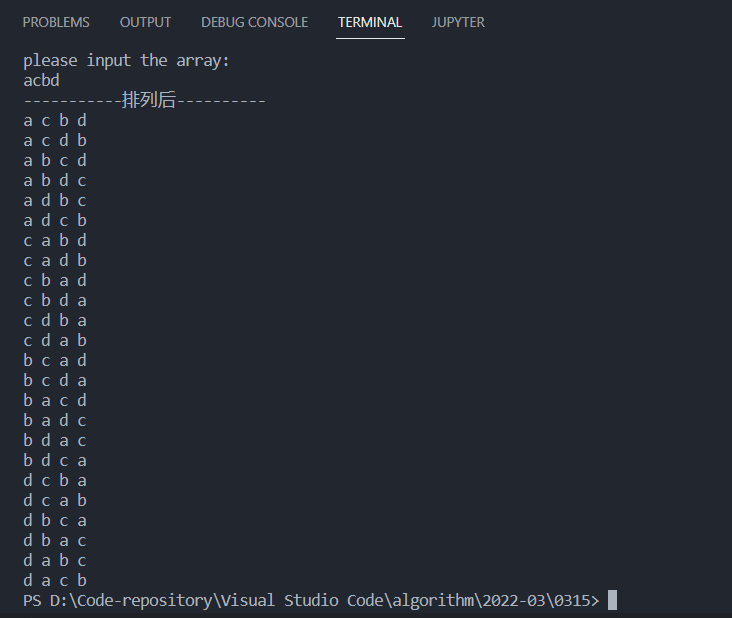 PROBLEMS OUTPUT DEBUG CONSOLE TERMINAL JUPYTER
please input the array:
acbd
-----------排列后----------
a c b d
a c d b
a b c d
a b d c
a d b c
a d c b
c a b d
c a d b
c b a d
c b d a
c d b a
c d a b
b c a d
b c d a
b a c d
b a d c
b d a c
b d c a
d c b a
d c a b
d b c a
d b a c
d a b c
d a c b
PS D:\Code-repository\Visual Studio Code\algorithm\2022-03\0315>